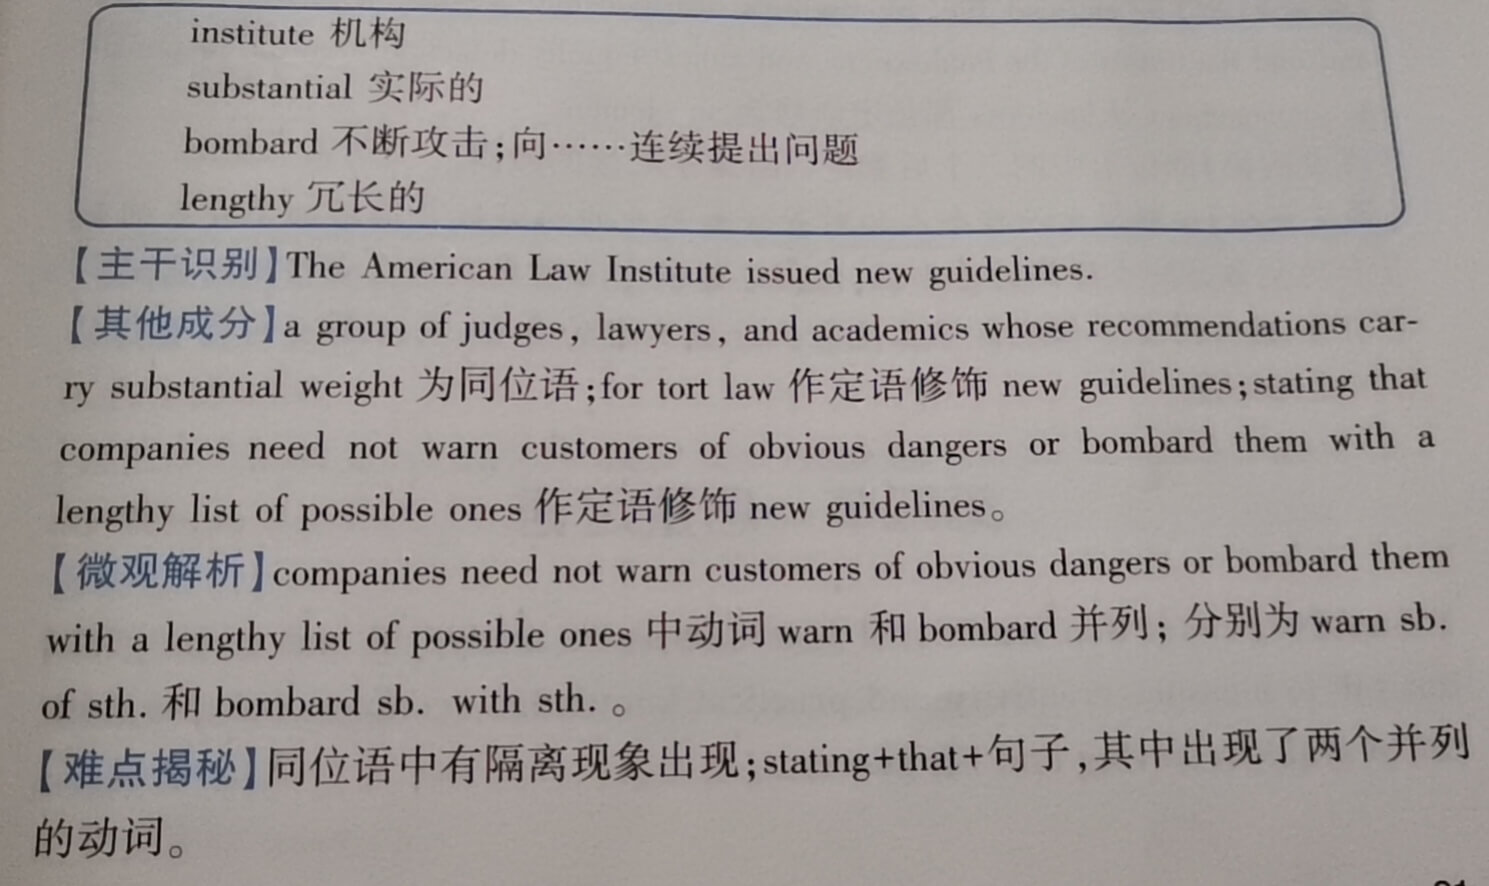 institute 机构
substantial 实际的
bombard 不断攻击;向……连续提出问题
lengthy 冗长的
【主干识别】The American Law Institute issued new guidelines.
【其他成分】a group of judges, lawyers, and academics whose recommendations car-
ry substantial weight 为同位语;for tort law 作定语修饰 new guidelines;stating that
companies need not warn customers of obvious dangers or bombard them with a
lengthy list of possible ones 作定语修饰 new guidelines。
【微观解析】companies need not warn customers of obvious dangers or bombard them
with a lengthy list of possible ones 中动词 warn 和 bombard 并列; 分别为 warn sb.
of sth. 和 bombard sb. with sth. 。
【难点揭秘】同位语中有隔离现象出现;stating+that+句子,其中出现了两个并列
的动词。